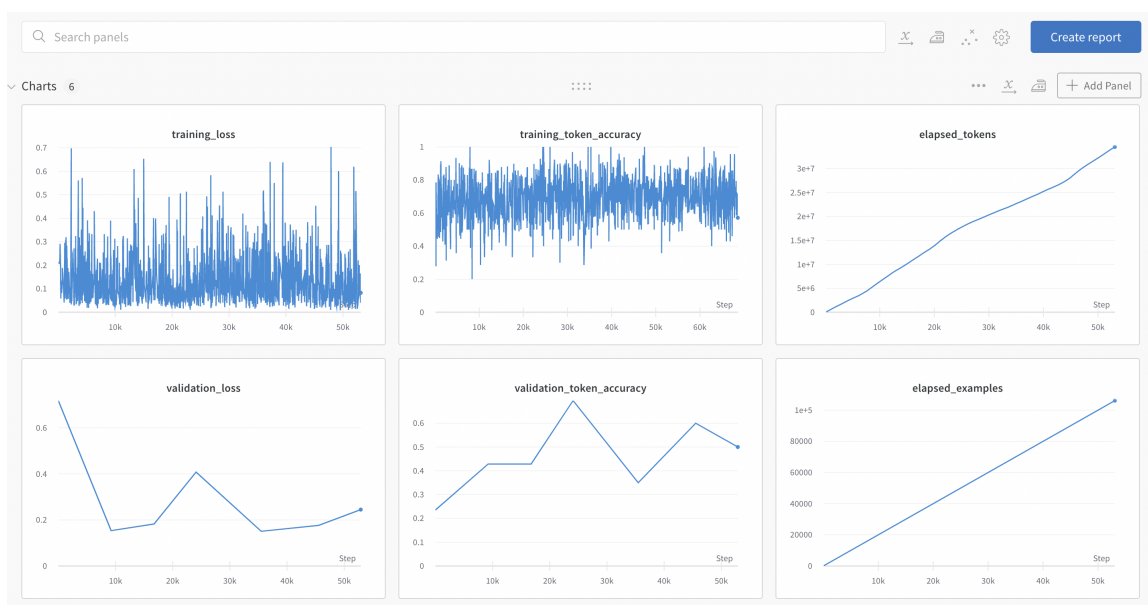 Search panels
Create report
Charts 6
Add Panel
training_loss
0.7
0.6
0.5
0.4
0.3
0.2
0.1
0
10k 20k 30k 40k 50k
training_token_accuracy
1
0.8
0.6
0.4
0.2
0
Step
10k 20k 30k 40k 50k 60k
elapsed_tokens
3e+7
2.5e+7
2e+7
1.5e+7
1e+7
5e+6
0
Step
10k 20k 30k 40k 50k
validation_loss
0.6
0.4
0.2
0
Step
10k 20k 30k 40k 50k
validation_token_accuracy
0.6
0.5
0.4
0.3
0.2
0.1
0
Step
10k 20k 30k 40k 50k
elapsed_examples
1e+5
80000
60000
40000
20000
0
Step
10k 20k 30k 40k 50k